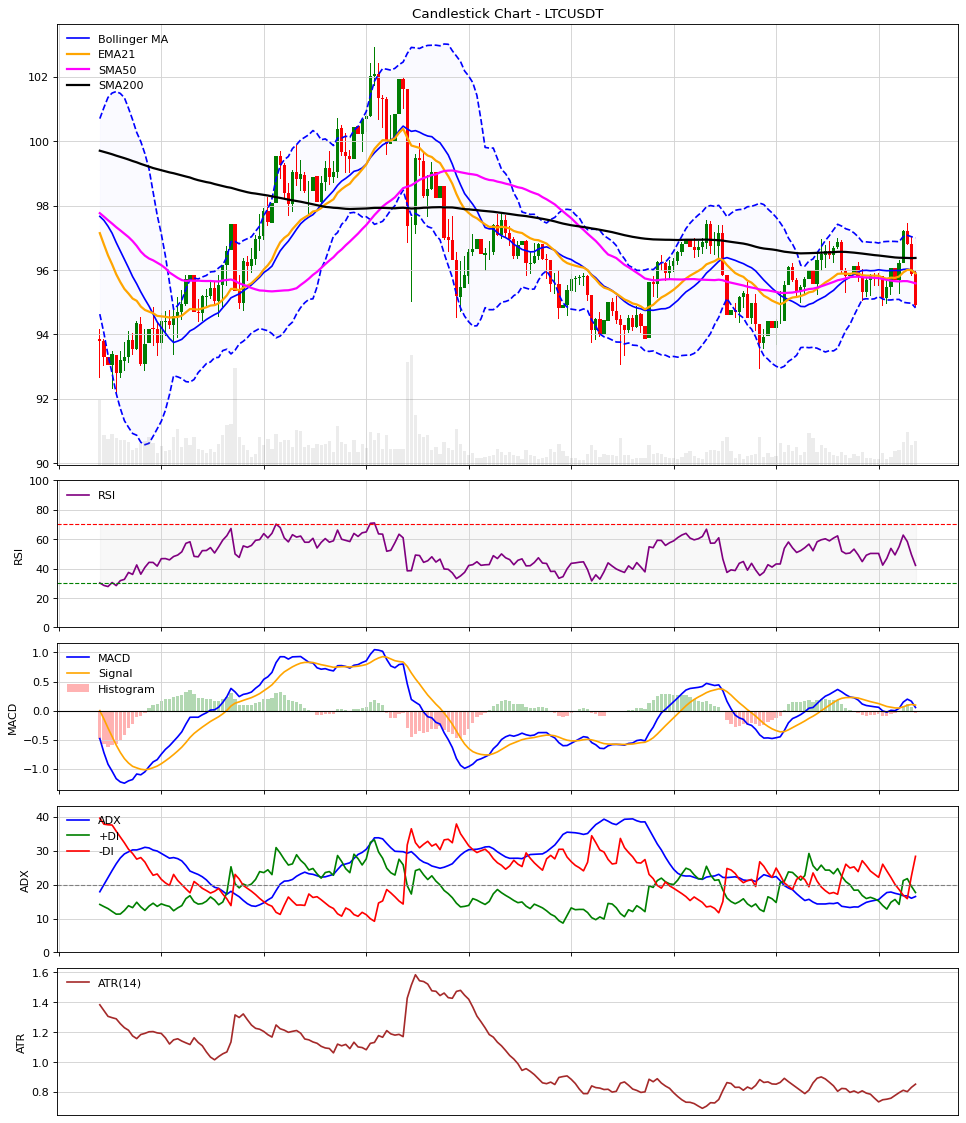 Candlestick Chart - LTCUSDT
Bollinger MA
EMA21
SMA50
SMA200
102
100
98
96
94
92
90
RSI
RSI
100
80
60
40
20
0
MACD
Signal
Histogram
MACD
1.0
0.5
0.0
−0.5
−1.0
ADX
+DI
-DI
ADX
40
30
20
10
0
ATR(14)
ATR
1.6
1.4
1.2
1.0
0.8